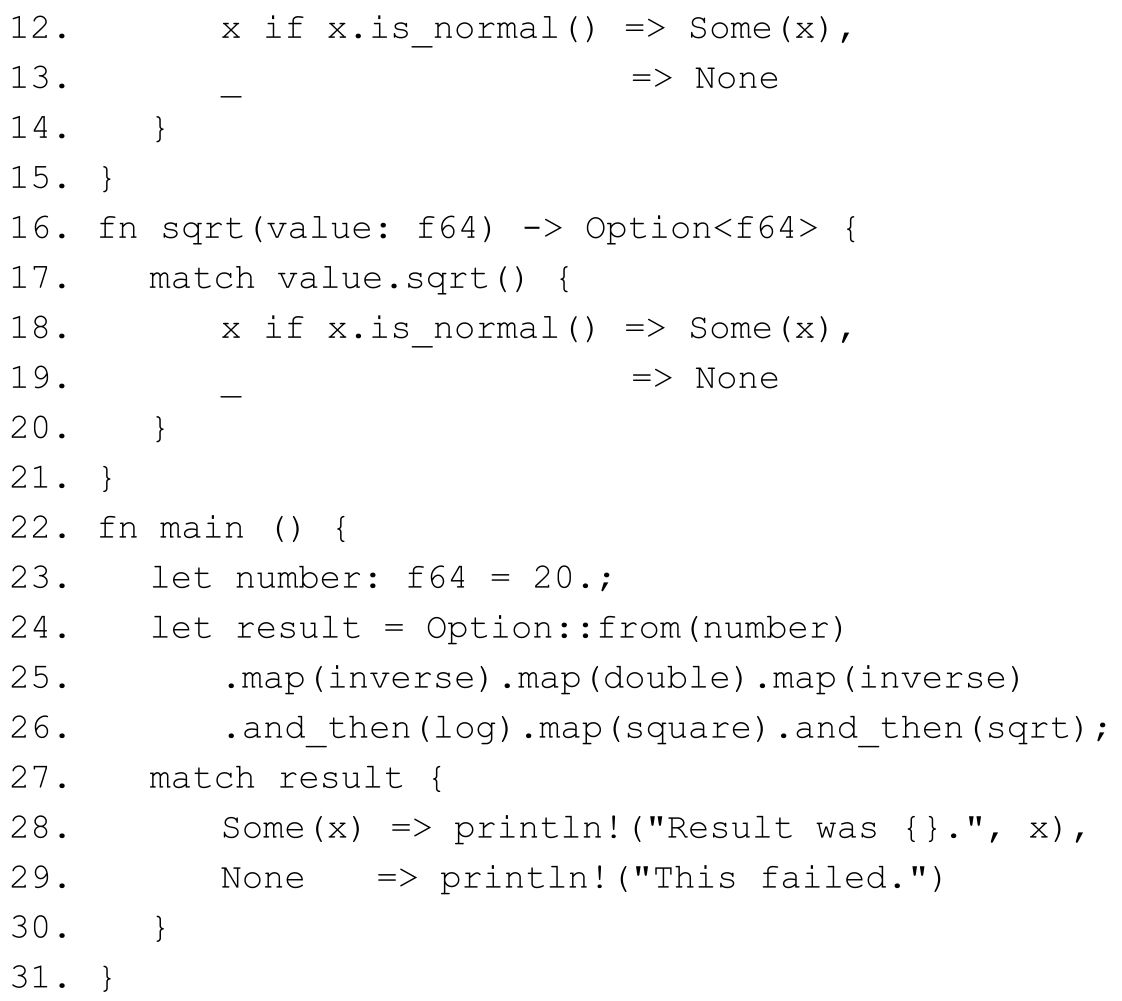 12.      x if x.is_normal() => Some(x),
13.      _                  => None
14.   }
15. }
16. fn sqrt(value: f64) -> Option<f64> {
17.   match value.sqrt() {
18.      x if x.is_normal() => Some(x),
19.      _                  => None
20.   }
21. }
22. fn main () {
23.   let number: f64 = 20.;
24.   let result = Option::from(number)
25.      .map(inverse).map(double).map(inverse)
26.      .and_then(log).map(square).and_then(sqrt);
27.   match result {
28.      Some(x) => println!("Result was {}.", x),
29.      None    => println!("This failed.")
30.   }
31. }